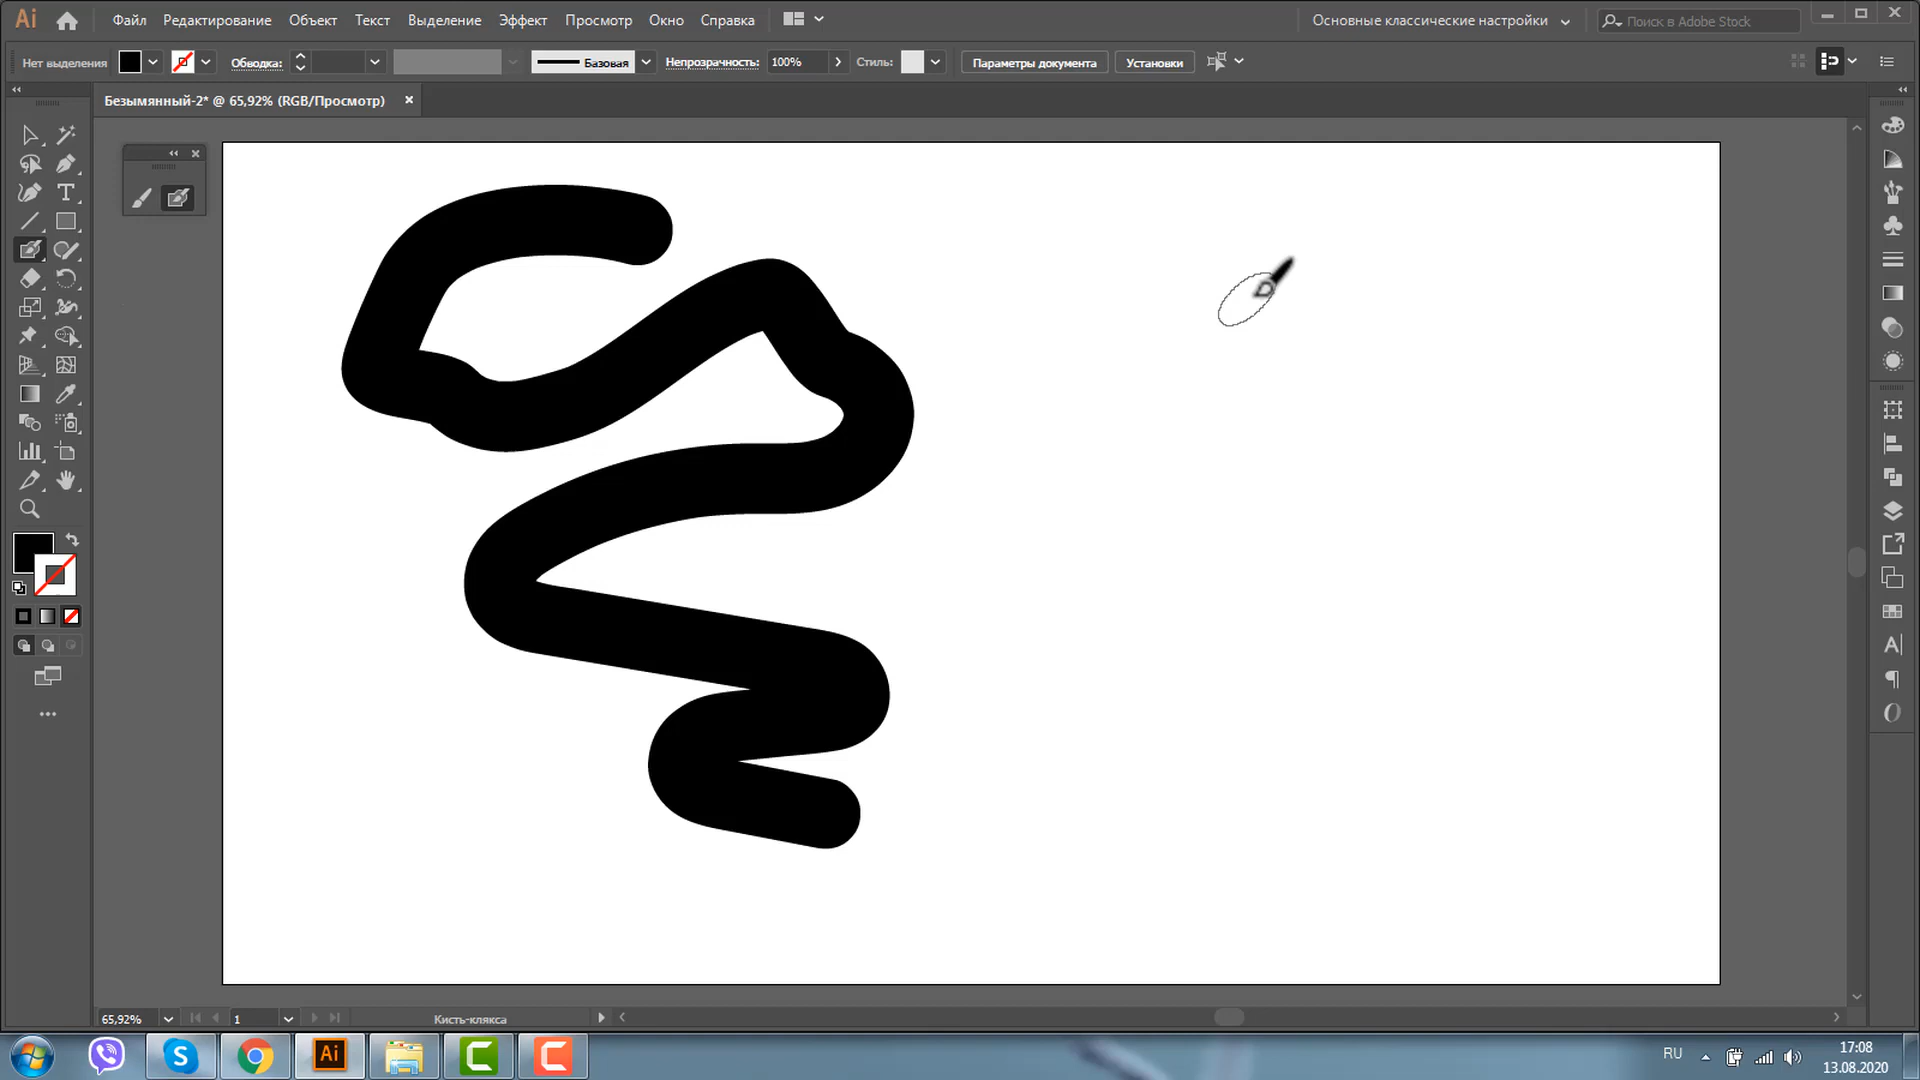 Ai Файл Редактирование Объект Текст Выделение Эффект Просмотр Окно Справка Основные классические настройки Поиск в Adobe Stock
Нет выделения Обводка: Базовая Непрозрачность: 100% Стиль: Параметры документа Установки
Безымянный-2* @ 65,92% (RGB/Просмотр)
65,92% 1 Кисть-клякса
RU 17:08
13.08.2020